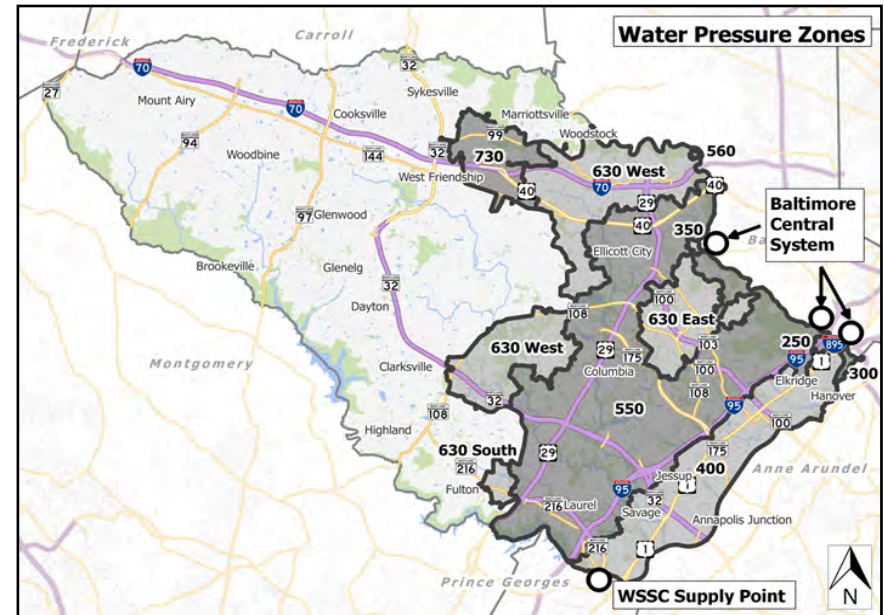 Water Pressure Zones
Frederick
Carroll
Sykesville
Mount Airy
Cooksville
Marriottsville
Woodstock
Woodbine
West Friendship
730
630 West
560
Glenwood
Ellicott City
350
Baltimore
Central
System
Brookeville
Glenelg
Dayton
630 East
630 West
Columbia
250
Elkridge
300
Hanover
Montgomery
Clarksville
550
Highland
630 South
400
Jessup
Anne Arundel
Fulton
Laurel
Savage
Annapolis Junction
Prince Georges
WSSC Supply Point
N
27
70
32
70
94
144
99
32
97
40
70
29
40
40
32
108
100
29
175
103
100
108
95
895
1
95
100
32
108
29
175
216
95
32
1
216
216
1